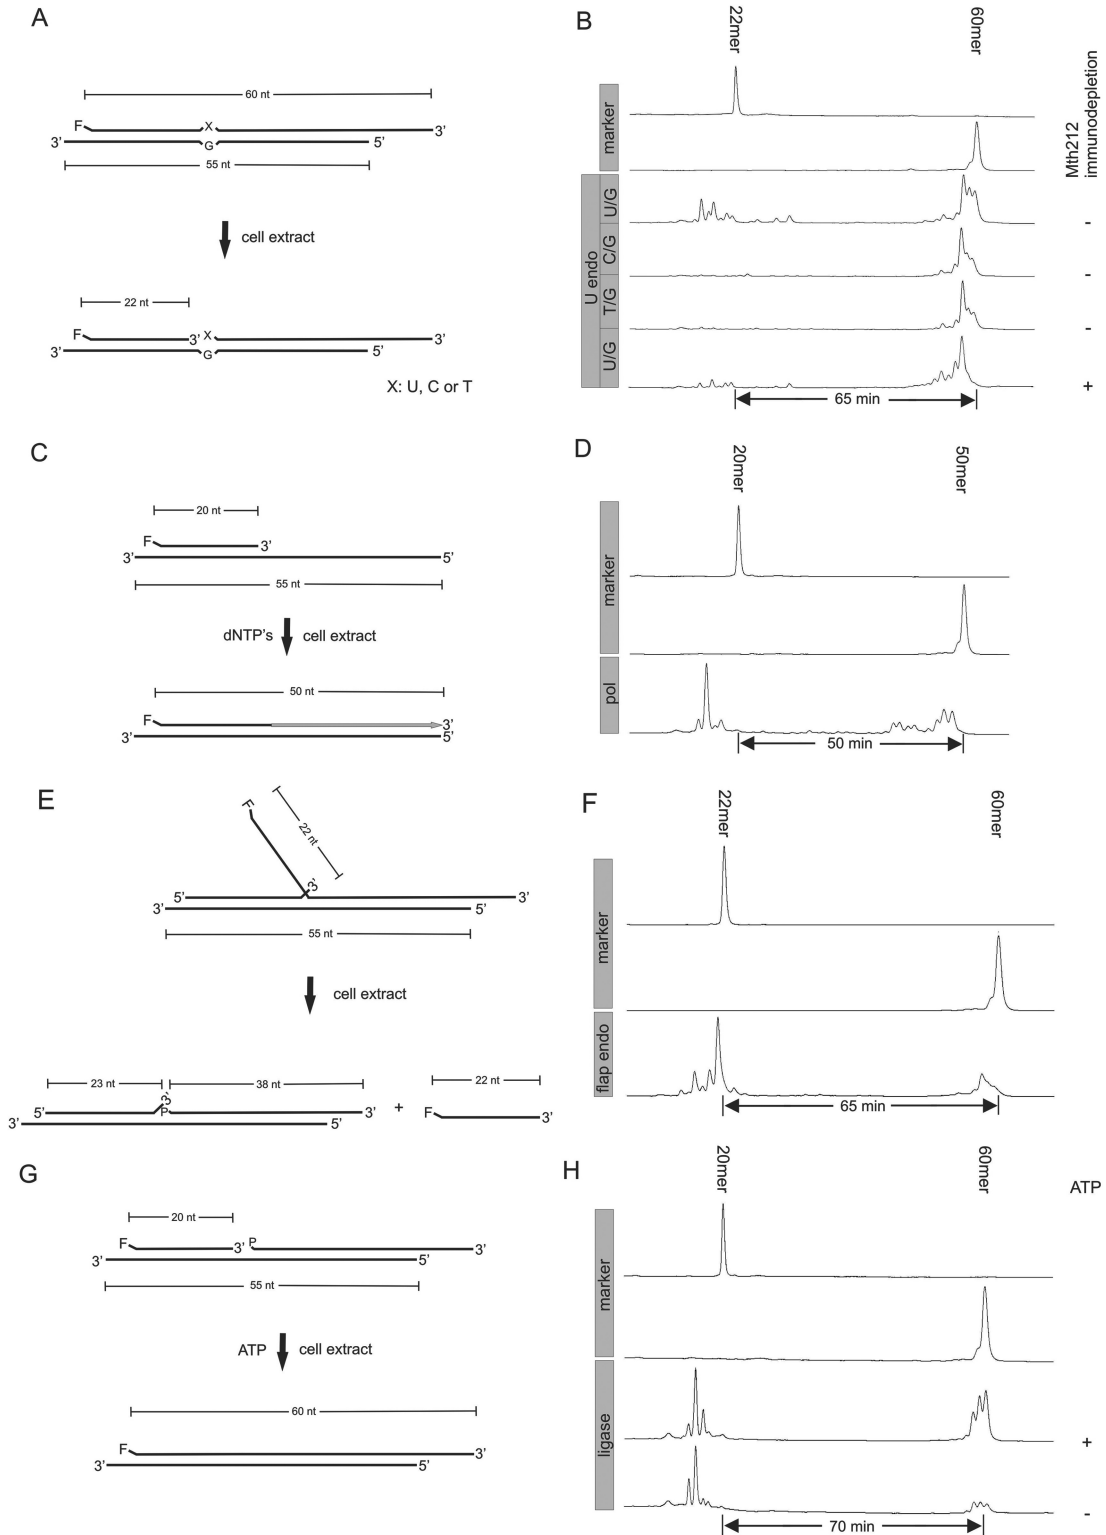 A
60 nt
F
X
3'
3'
G
5'
55 nt
cell extract
22 nt
F
3'
X
3'
3'
G
5'
X: U, C or T
B
22mer
60mer
Mth212
immunodepletion
marker
U endo
U/G
-
C/G
-
T/G
-
U/G
+
65 min
C
20 nt
F
3'
3'
5'
55 nt
dNTP's
cell extract
50 nt
F
3'
3'
5'
D
20mer
50mer
marker
pol
50 min
E
F
22 nt
3'
5'
3'
3'
5'
55 nt
cell extract
23 nt
38 nt
22 nt
3'
5'
P
3'
+
F
3'
3'
5'
F
22mer
60mer
marker
flap endo
65 min
G
20 nt
F
3'
P
3'
3'
5'
55 nt
ATP
cell extract
60 nt
F
3'
3'
5'
H
20mer
60mer
ATP
marker
ligase
+
-
70 min